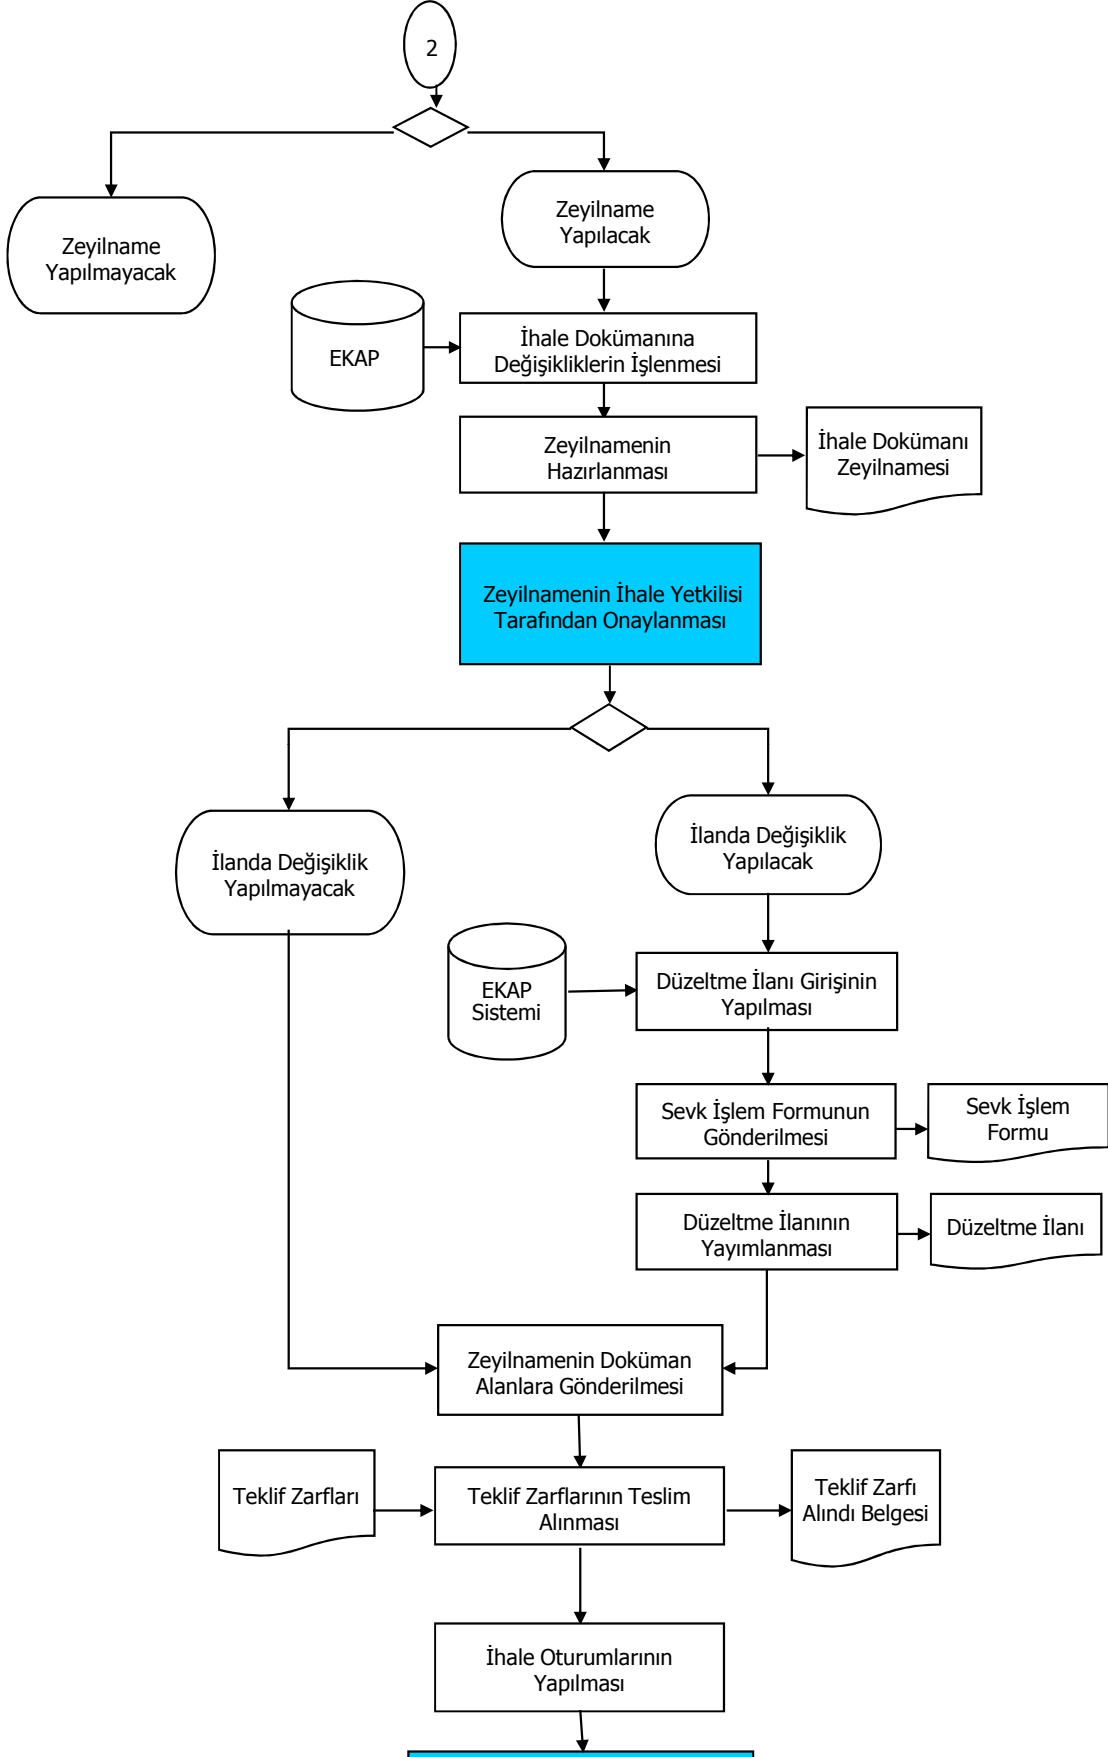 2
Zeyilname
Yapılmayacak
Zeyilname
Yapılacak
EKAP
İhale Dokümanına
Değişikliklerin İşlenmesi
Zeyilnamenin
Hazırlanması
İhale Dokümanı
Zeyilnamesi
Zeyilnamenin İhale Yetkilisi
Tarafından Onaylanması
İlanda Değişiklik
Yapılmayacak
İlanda Değişiklik
Yapılacak
EKAP
Sistemi
Düzeltme İlanı Girişinin
Yapılması
Sevk İşlem Formunun
Gönderilmesi
Sevk İşlem
Formu
Düzeltme İlanının
Yayımlanması
Düzeltme İlanı
Zeyilnamenin Doküman
Alanlara Gönderilmesi
Teklif Zarfları
Teklif Zarflarının Teslim
Alınması
Teklif Zarfı
Alındı Belgesi
İhale Oturumlarının
Yapılması